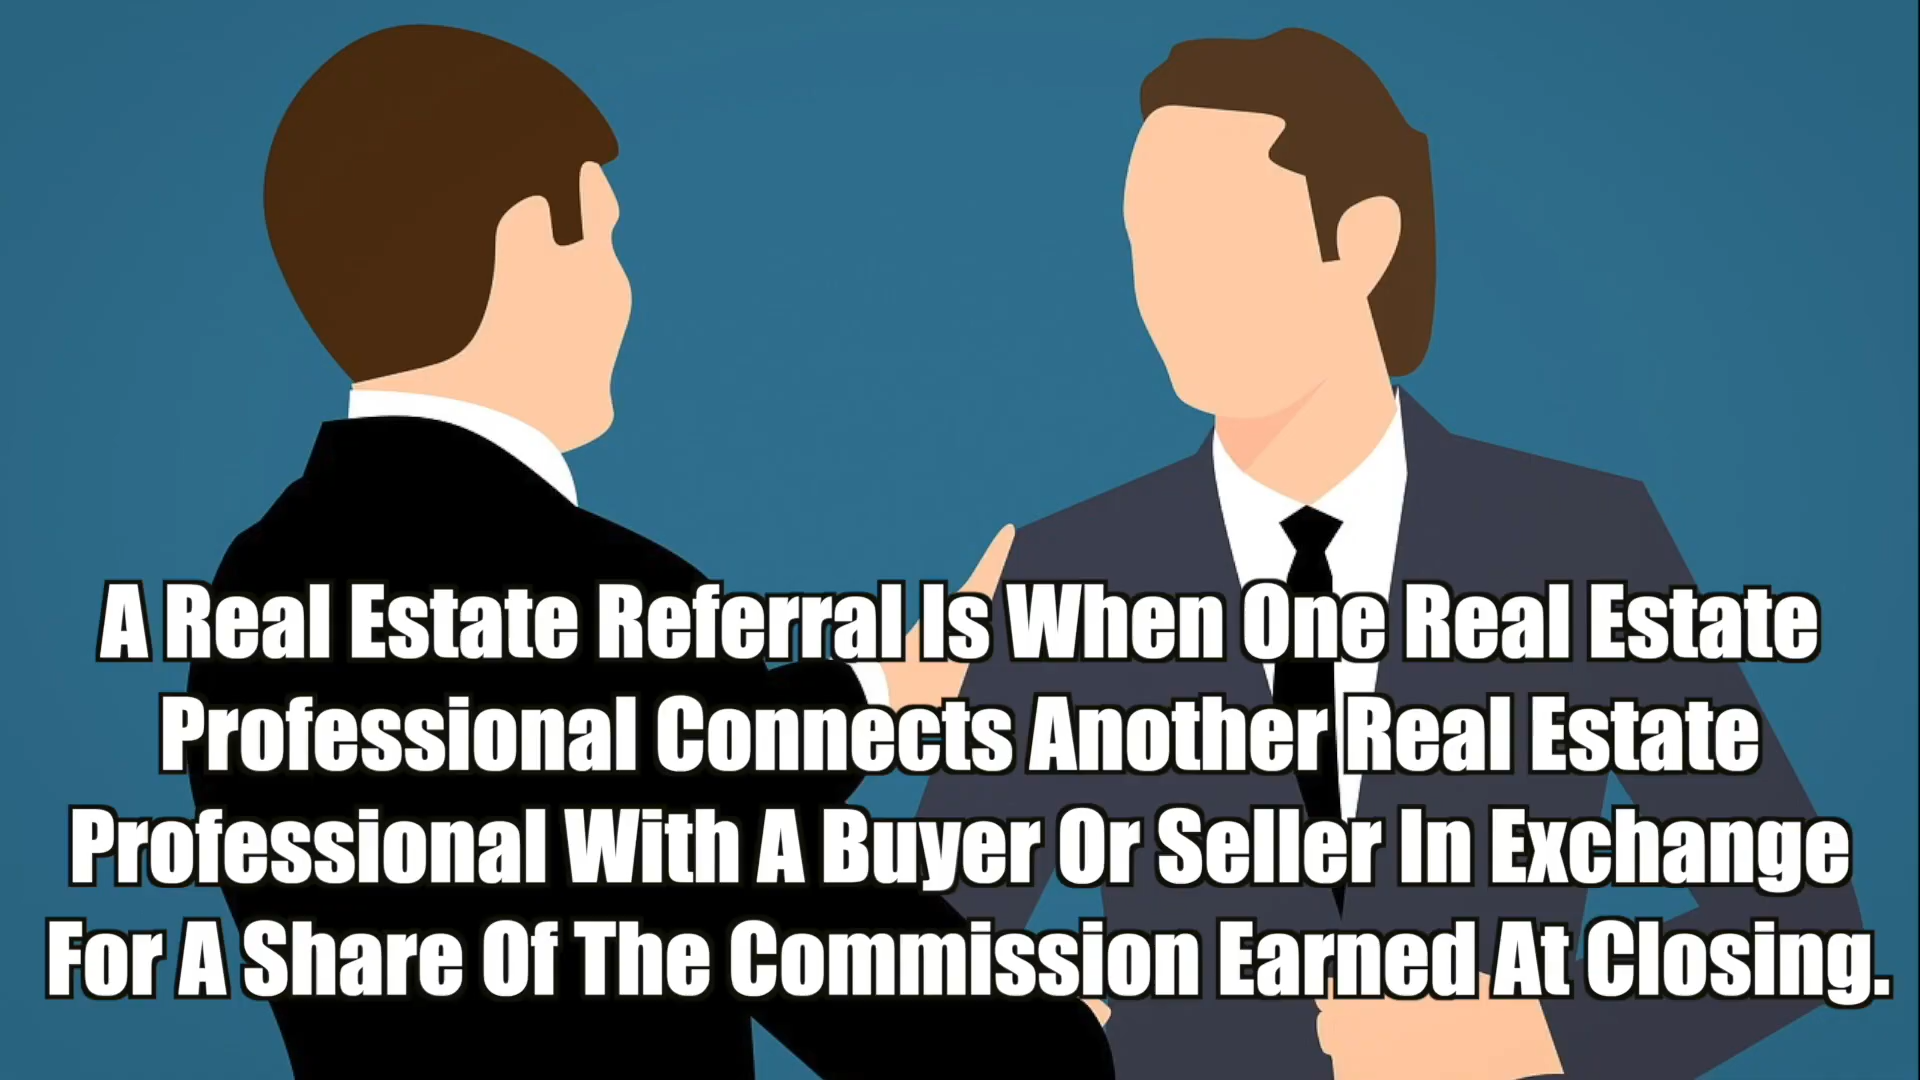 A Real Estate Referral Is When One Real Estate
Professional Connects Another Real Estate
Professional With A Buyer Or Seller In Exchange
For A Share Of The Commission Earned At Closing.